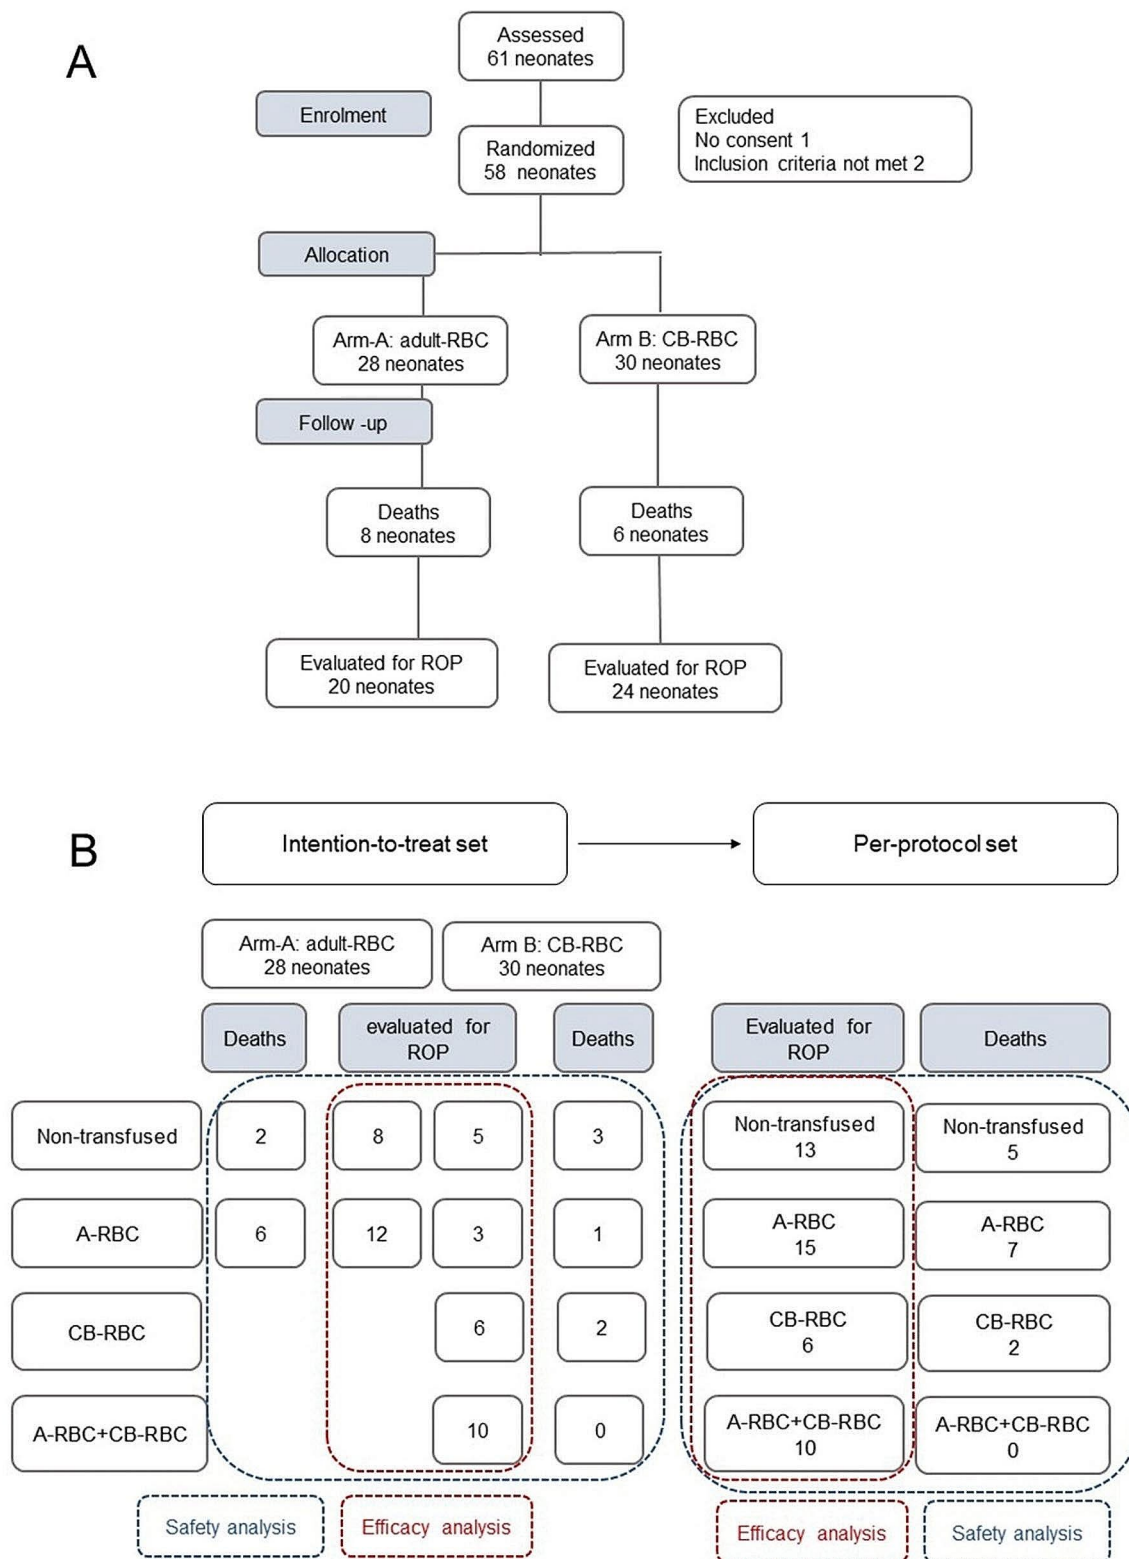 A
Assessed
61 neonates
Enrolment
Randomized
58 neonates
Excluded
No consent 1
Inclusion criteria not met 2
Allocation
Arm-A: adult-RBC
28 neonates
Arm B: CB-RBC
30 neonates
Follow -up
Deaths
8 neonates
Deaths
6 neonates
Evaluated for ROP
20 neonates
Evaluated for ROP
24 neonates
B
Intention-to-treat set
Per-protocol set
Arm-A: adult-RBC
28 neonates
Arm B: CB-RBC
30 neonates
Deaths
evaluated for
ROP
Deaths
Evaluated for
ROP
Deaths
Non-transfused
2
8
5
3
Non-transfused
13
Non-transfused
5
A-RBC
6
12
3
1
A-RBC
15
A-RBC
7
CB-RBC
6
2
CB-RBC
6
CB-RBC
2
A-RBC+CB-RBC
10
0
A-RBC+CB-RBC
10
A-RBC+CB-RBC
0
Safety analysis
Efficacy analysis
Efficacy analysis
Safety analysis